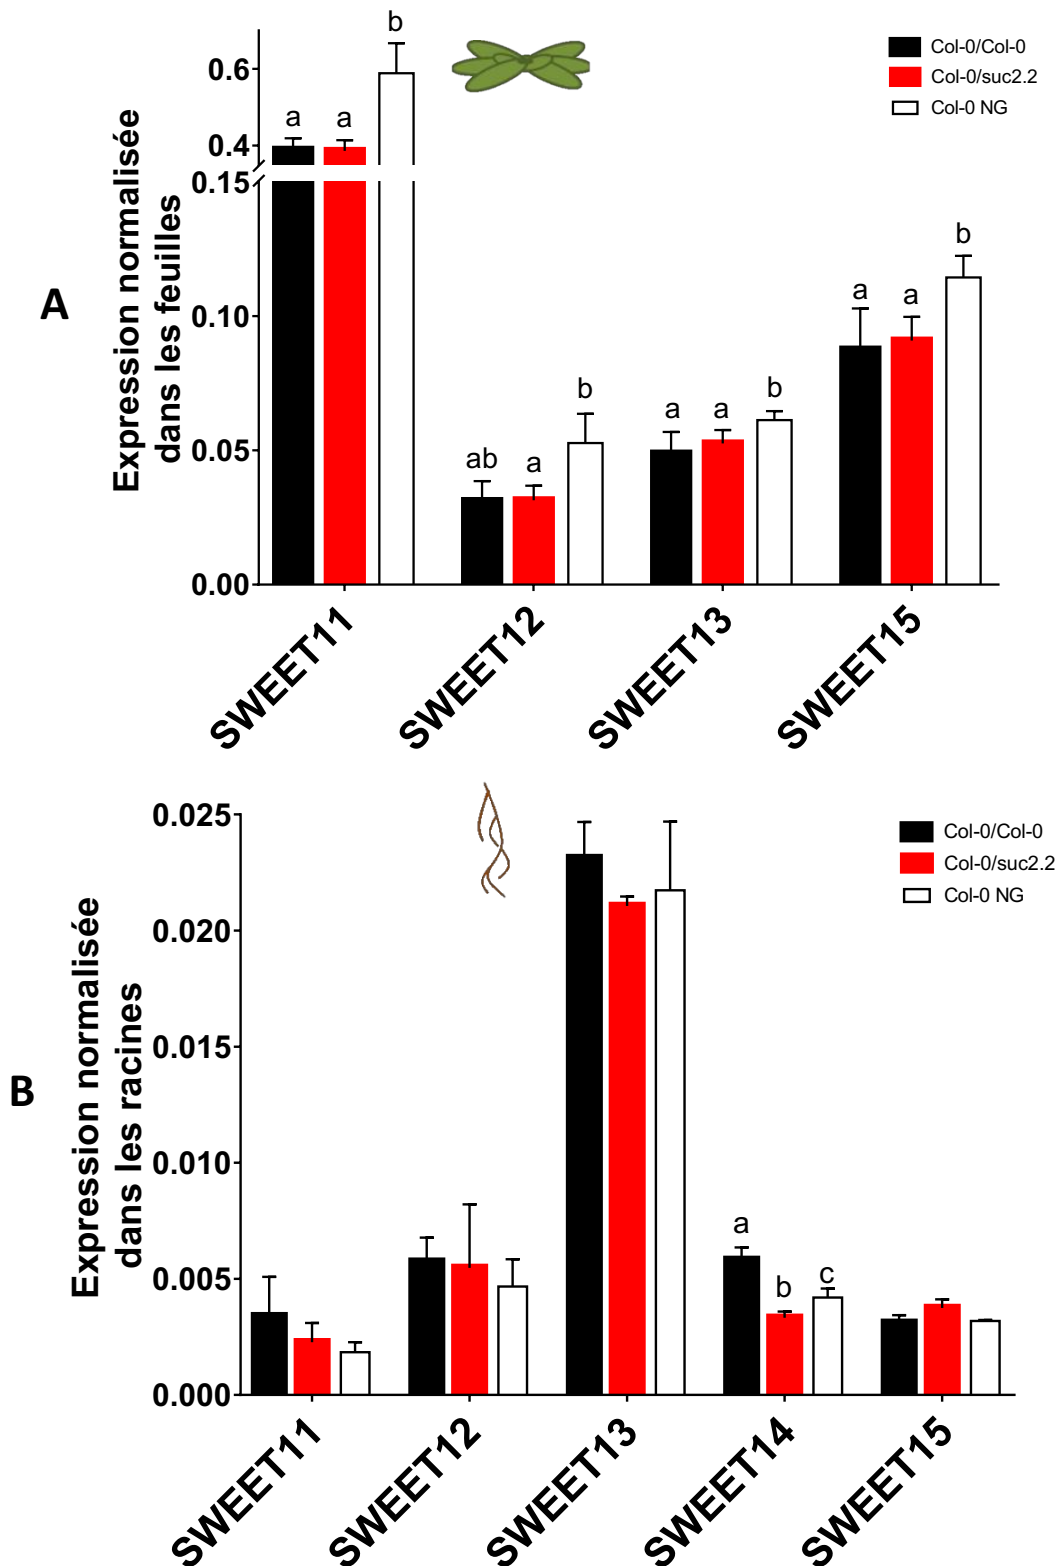 b
0.6
Col-0/Col-0
Col-0/suc2.2
Col-0 NG
a a
0.4
0.15
b
a a
0.10
b
b
a a
ab a
0.05
0.00
A
Expression normalisée
dans les feuilles
SWEET11
SWEET12
SWEET13
SWEET15
0.025
Col-0/Col-0
Col-0/suc2.2
Col-0 NG
0.020
0.015
B
Expression normalisée
dans les racines
0.010
a
b c
0.005
0.000
SWEET11
SWEET12
SWEET13
SWEET14
SWEET15